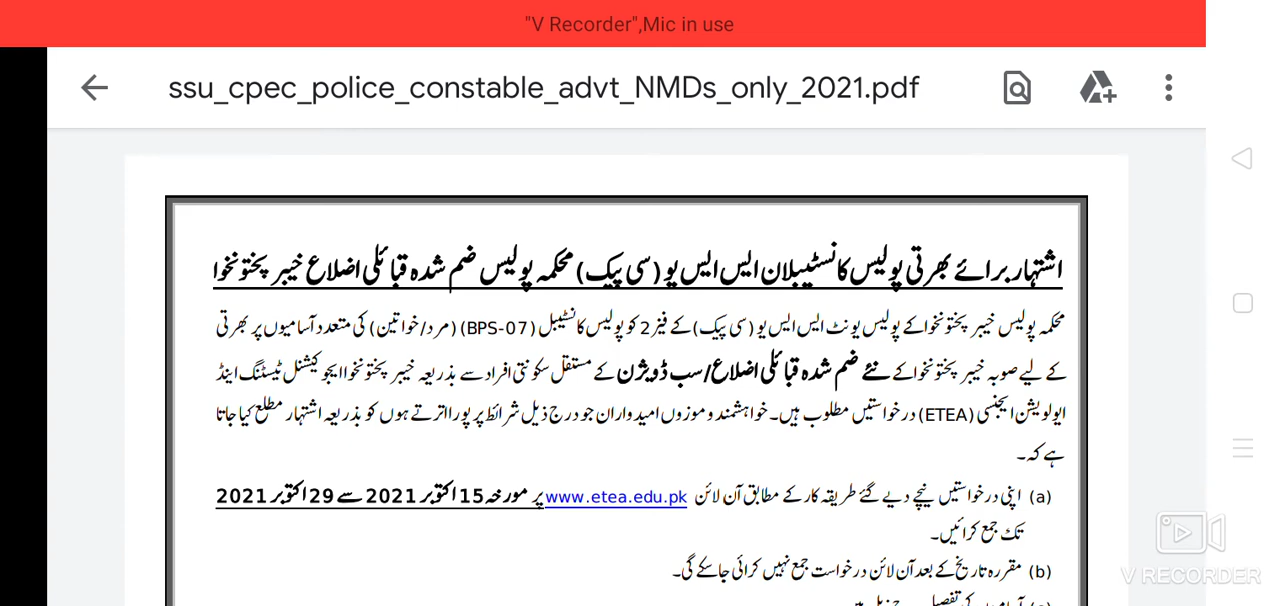 "V Recorder",Mic in use
ssu_cpec_police_constable_advt_NMDs_only_2021.pdf
اشتہار برائے بھرتی پولیس کانسٹیبلان ایس ایس یو (سی پیک) محکمہ پولیس ضم شدہ قبائلی اضلاع خیبر پختونخوا
محکمہ پولیس خیبر پختونخوا کے پولیس یونٹ ایس ایس یو (سی پیک) کے فیز 2 کو پولیس کانسٹیبل (BPS-07) (مرد/خواتین) کی متعدد آسامیوں پر بھرتی
کے لیے صوبہ خیبر پختونخوا کے نئے ضم شدہ قبائلی اضلاع/سب ڈویژن کے مستقل سکونتی افراد سے بذریعہ خیبر پختونخوا ایجوکیشنل ٹیسٹنگ اینڈ
ایولویشن ایجنسی (ETEA) درخواستیں مطلوب ہیں۔ خواہشمند و موزوں امیدواران جو درج ذیل شرائط پر پورا اترتے ہوں کو بذریعہ اشتہار مطلع کیا جاتا
ہے کہ۔
(a) اپنی درخواستیں نیچے دیے گئے طریقہ کار کے مطابق آن لائن www.etea.edu.pk پر مورخہ 15 اکتوبر 2021 سے 29 اکتوبر 2021
تک جمع کرائیں۔
(b) مقررہ تاریخ کے بعد آن لائن درخواست جمع نہیں کرائی جاسکے گی۔
V RECORDER